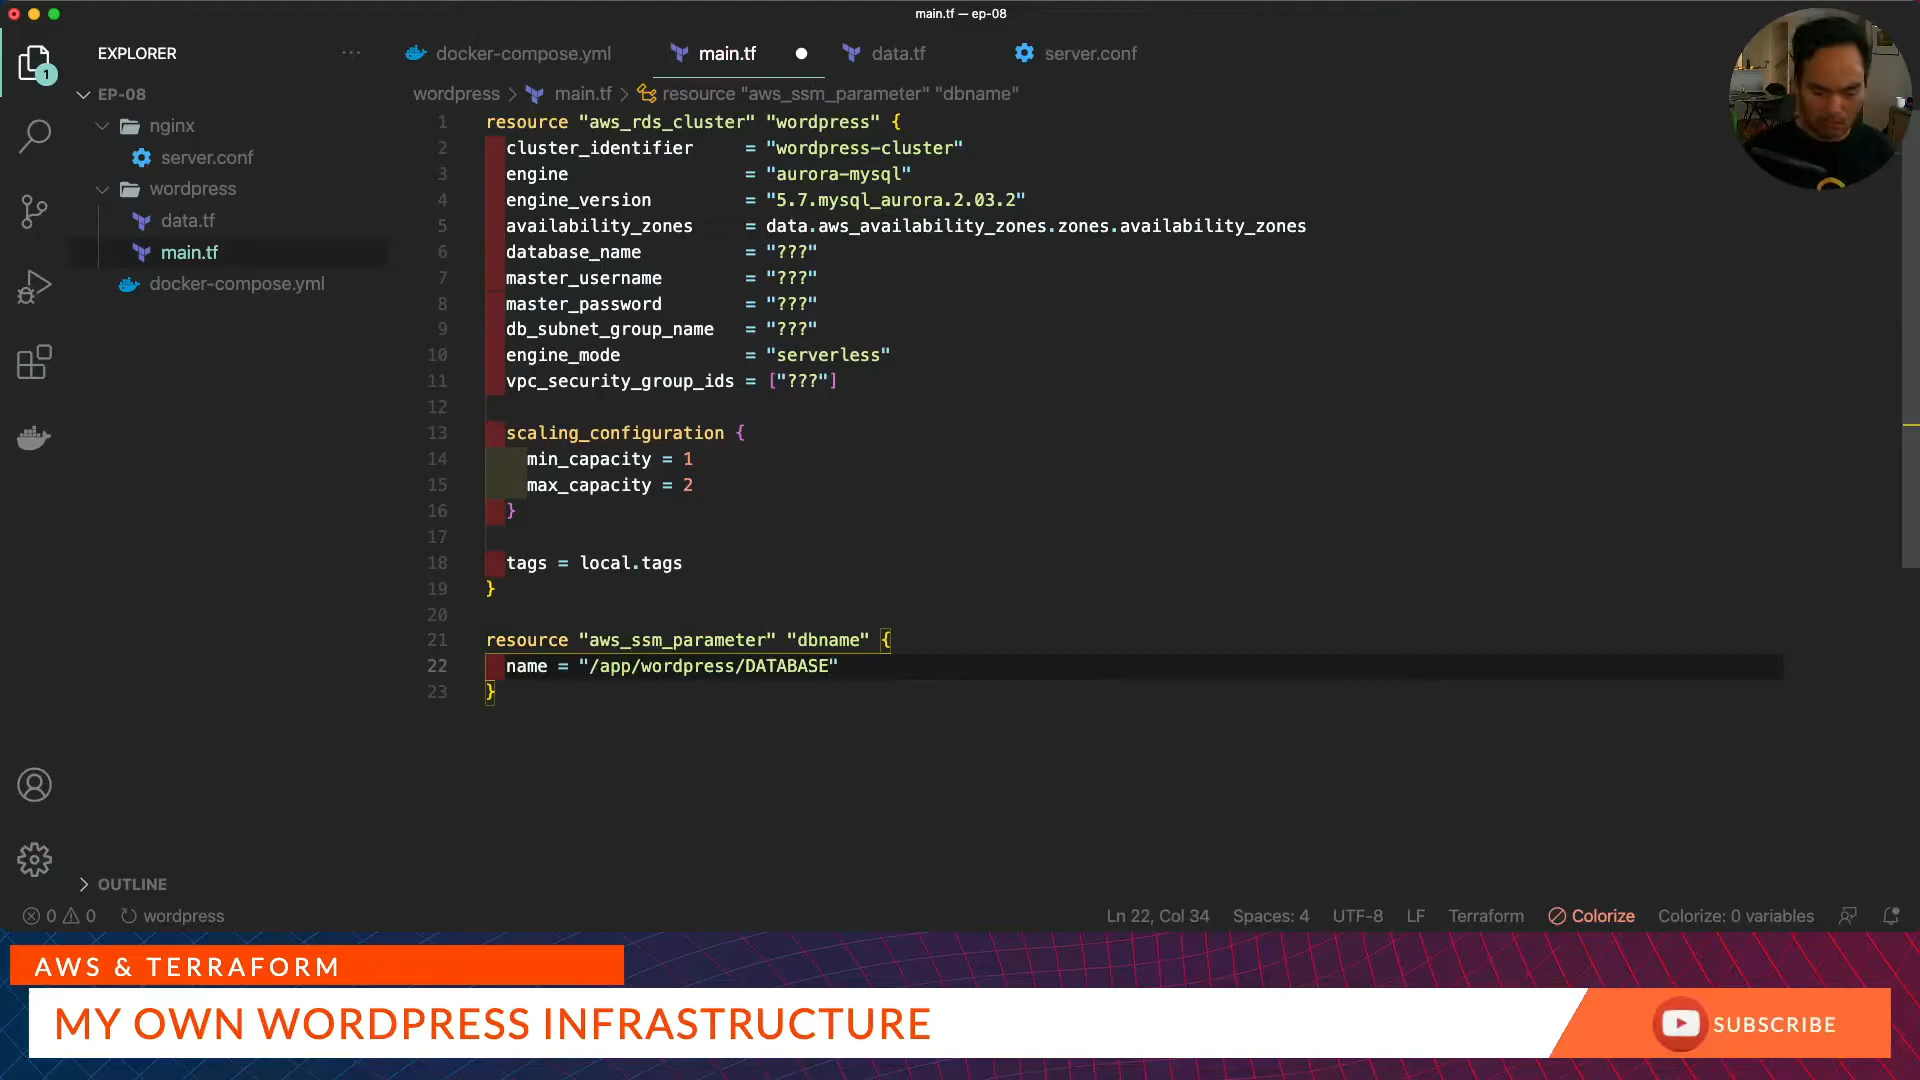 main.tf — ep-08
EXPLORER
docker-compose.yml
main.tf
data.tf
server.conf
1
EP-08
nginx
server.conf
wordpress
data.tf
main.tf
docker-compose.yml
wordpress > main.tf > resource "aws_ssm_parameter" "dbname"
1 resource "aws_rds_cluster" "wordpress" {
2 cluster_identifier = "wordpress-cluster"
3 engine = "aurora-mysql"
4 engine_version = "5.7.mysql_aurora.2.03.2"
5 availability_zones = data.aws_availability_zones.zones.availability_zones
6 database_name = "???"
7 master_username = "???"
8 master_password = "???"
9 db_subnet_group_name = "???"
10 engine_mode = "serverless"
11 vpc_security_group_ids = ["???"]
12
13 scaling_configuration {
14 min_capacity = 1
15 max_capacity = 2
16 }
17
18 tags = local.tags
19 }
20
21 resource "aws_ssm_parameter" "dbname" {
22 name = "/app/wordpress/DATABASE"
23 }
OUTLINE
0 0 wordpress
Ln 22, Col 34 Spaces: 4 UTF-8 LF Terraform Colorize Colorize: 0 variables
AWS & TERRAFORM
MY OWN WORDPRESS INFRASTRUCTURE
SUBSCRIBE